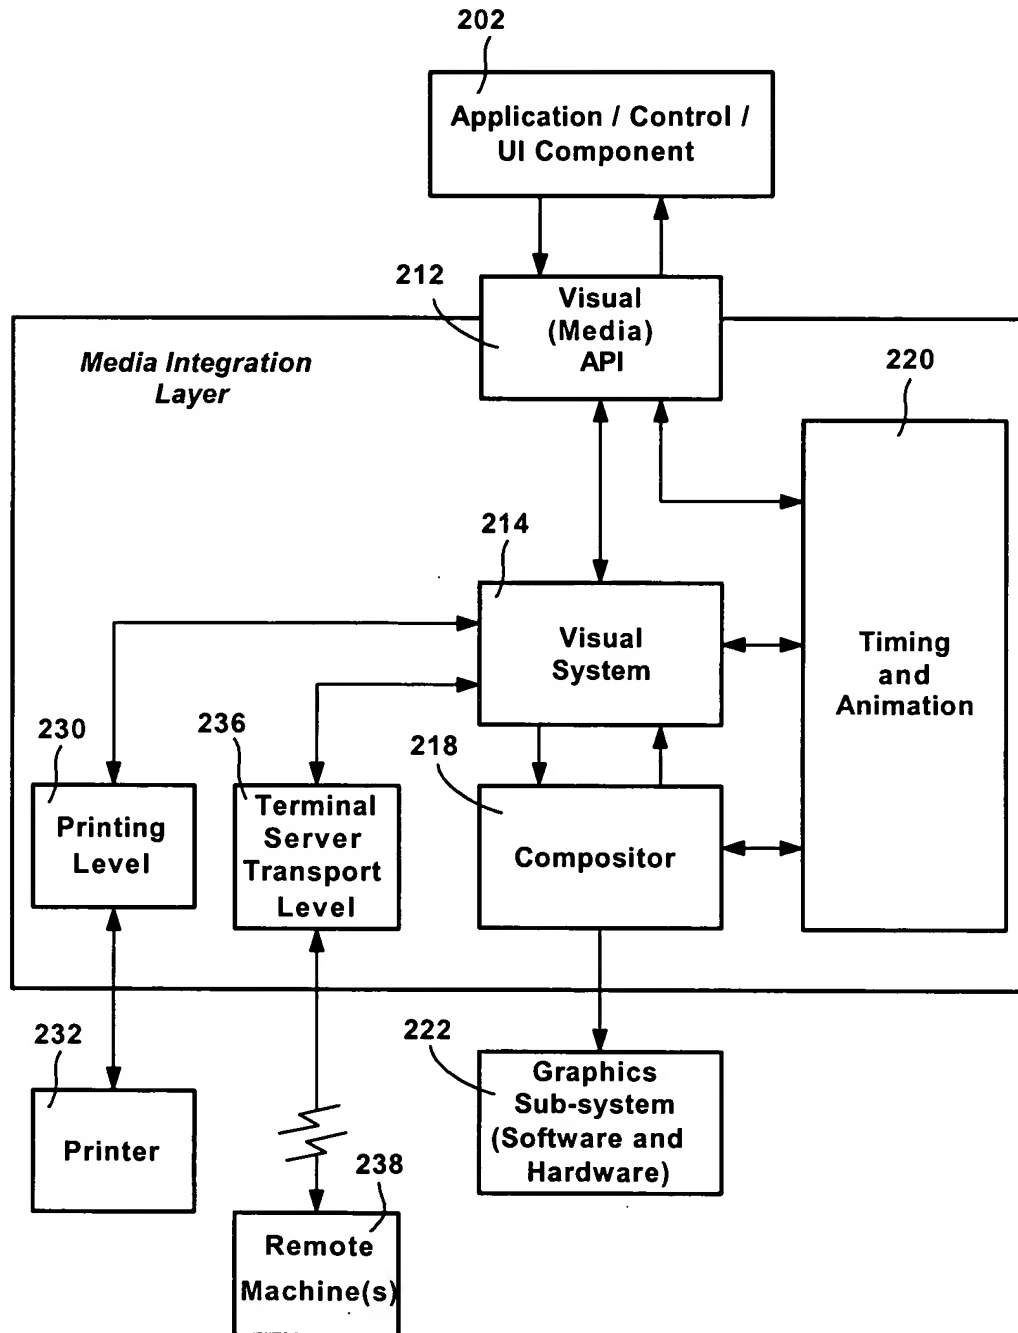 202
Application / Control /
UI Component
212
Visual
(Media)
API
Media Integration
Layer
220
214
Visual
System
Timing
and
Animation
230
236
218
Printing
Level
Terminal
Server
Transport
Level
Compositor
232
222
Printer
Graphics
Sub-system
(Software and
Hardware)
238
Remote
Machine(s)